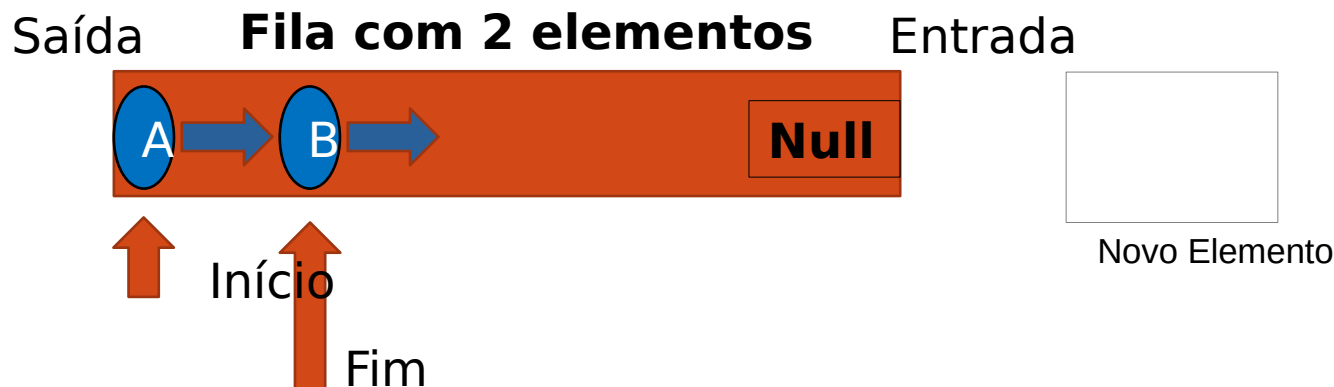 Saída
Fila com 2 elementos
Entrada
A
B
Null
Novo Elemento
Início
Fim